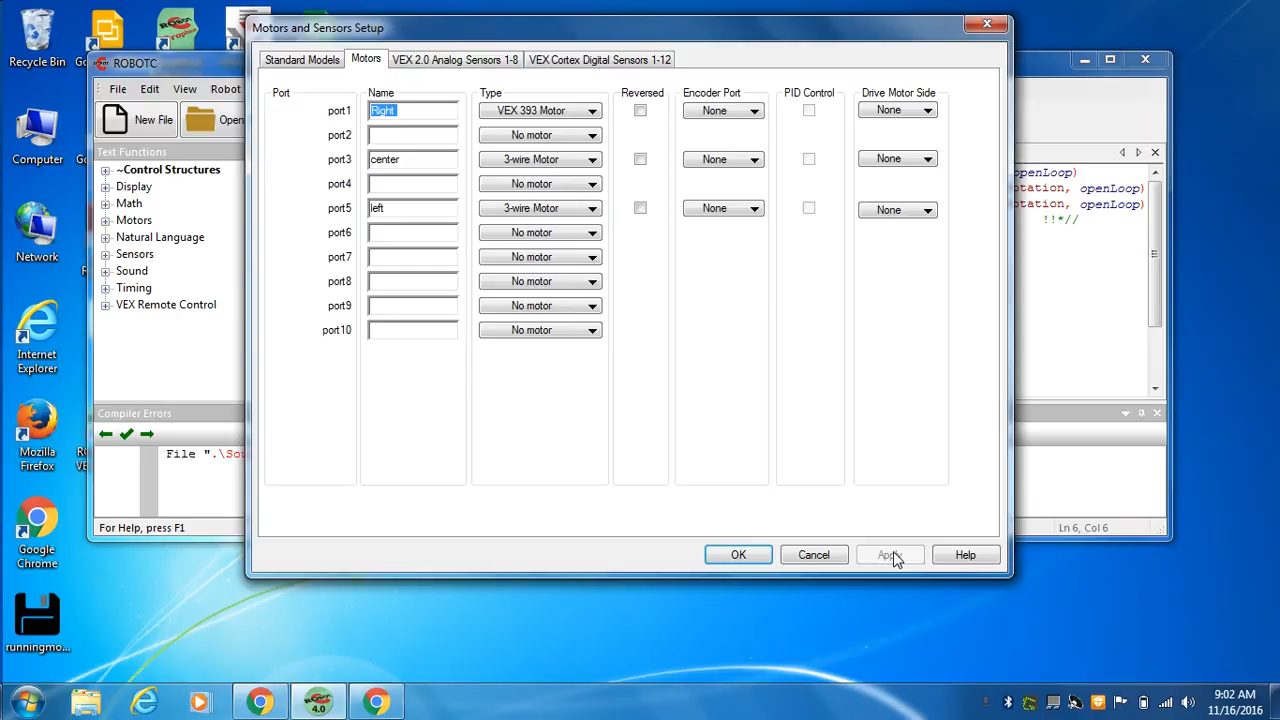 Motors and Sensors Setup
Recycle Bin
ROBOTC
Standard Models
Motors
VEX 2.0 Analog Sensors 1-8
VEX Cortex Digital Sensors 1-12
File Edit View Robot
Port
Name
Type
Reversed
Encoder Port
PID Control
Drive Motor Side
New File
Open
port1 Right VEX 393 Motor None None
port2 No motor
port3 center 3-wire Motor None None
port4 No motor
port5 left 3-wire Motor None None
port6 No motor
port7 No motor
port8 No motor
port9 No motor
port10 No motor
Text Functions
~Control Structures
Display
Math
Motors
Natural Language
Sensors
Sound
Timing
VEX Remote Control
openLoop)
otation, openLoop)
otation, openLoop)
!!*//
Computer
Network
Internet
Explorer
Mozilla
Firefox
Google
Chrome
runningmo...
Compiler Errors
File ".\Sou
For Help, press F1
Ln 6, Col 6
OK
Cancel
Apply
Help
4.0
9:02 AM
11/16/2016